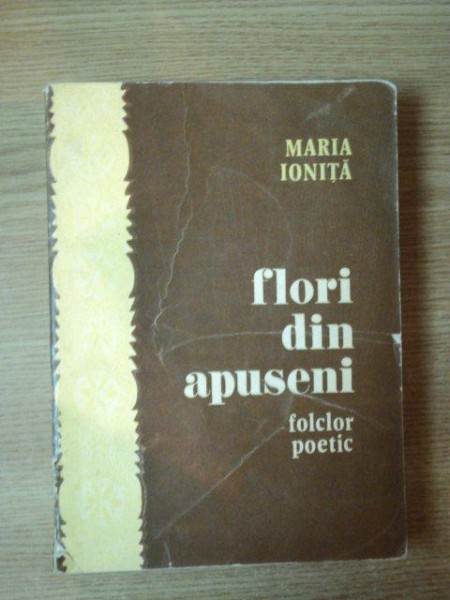 MARIA
IONIȚĂ
flori
din
apuseni
folclor
poetic